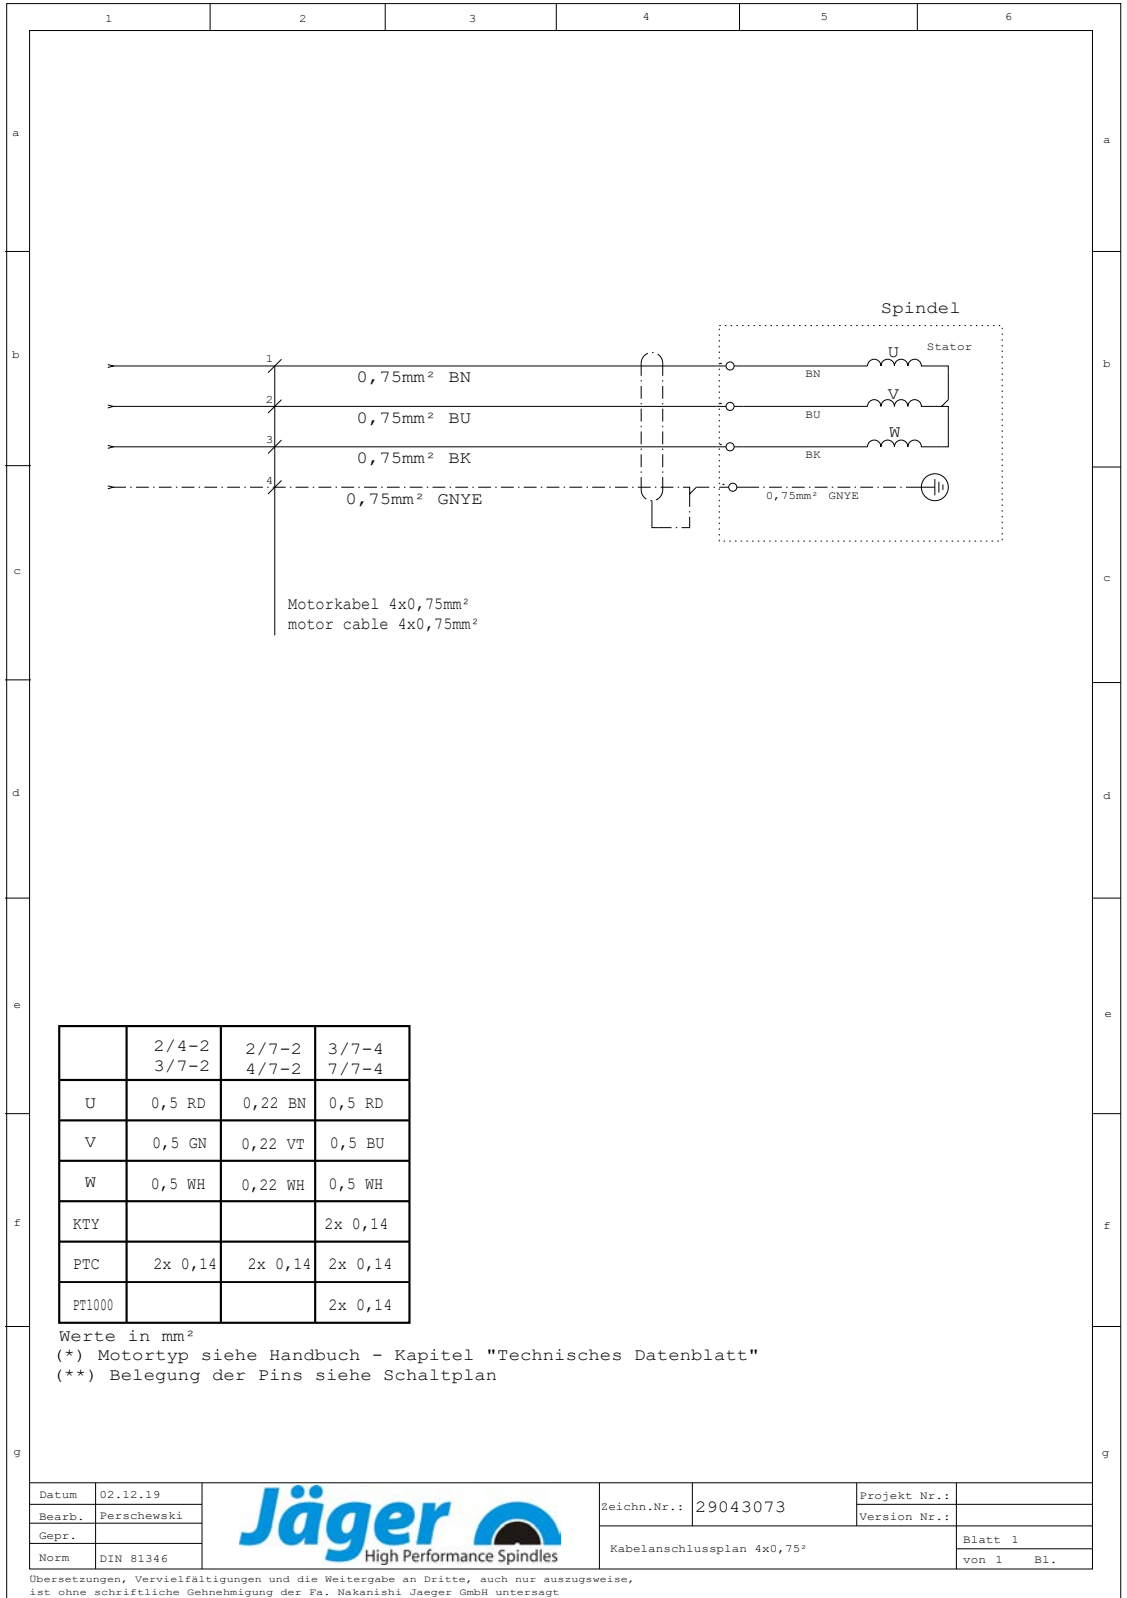 1 2 3 4 5 6
a a
Spindel
b b
1 U Stator
0,75mm² BN BN
2 V
0,75mm² BU BU
3 W
0,75mm² BK BK
4
0,75mm² GNYE 0,75mm² GNYE
c c
Motorkabel 4x0,75mm²
motor cable 4x0,75mm²
d d
e e
2/4-2 2/7-2 3/7-4
3/7-2 4/7-2 7/7-4
U 0,5 RD 0,22 BN 0,5 RD
V 0,5 GN 0,22 VT 0,5 BU
W 0,5 WH 0,22 WH 0,5 WH
f f
KTY 2x 0,14
PTC 2x 0,14 2x 0,14 2x 0,14
PT1000 2x 0,14
Werte in mm²
(*) Motortyp siehe Handbuch - Kapitel "Technisches Datenblatt"
(**) Belegung der Pins siehe Schaltplan
g g
Datum 02.12.19
Bearb. Perschewski
Gepr.
Norm DIN 81346
Jäger
High Performance Spindles
Zeichn.Nr.: 29043073
Kabelanschlussplan 4x0,75²
Projekt Nr.:
Version Nr.:
Blatt 1
von 1 Bl.
Übersetzungen, Vervielfältigungen und die Weitergabe an Dritte, auch nur auszugsweise,
ist ohne schriftliche Gehnehmigung der Fa. Nakanishi Jaeger GmbH untersagt